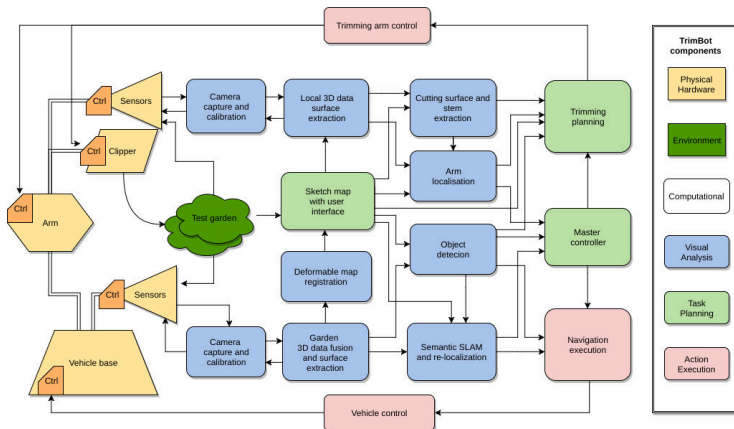 Trimming arm control
TrimBot
components
Ctrl
Sensors
Camera
capture and
calibration
Local 3D data
surface
extraction
Cutting surface and
stem extraction
Trimming
planning
Physical
Hardware
Ctrl
Clipper
Environment
Arm
localisation
Ctrl
Arm
Test garden
Sketch map
with user
interface
Master
controller
Computational
Object
detecion
Visual
Analysis
Ctrl
Sensors
Deformable map
registration
Task
Planning
Vehicle base
Ctrl
Camera
capture and
calibration
Garden
3D data fusion
and surface
extraction
Semantic SLAM
and re-localization
Navigation
execution
Action
Execution
Vehicle control